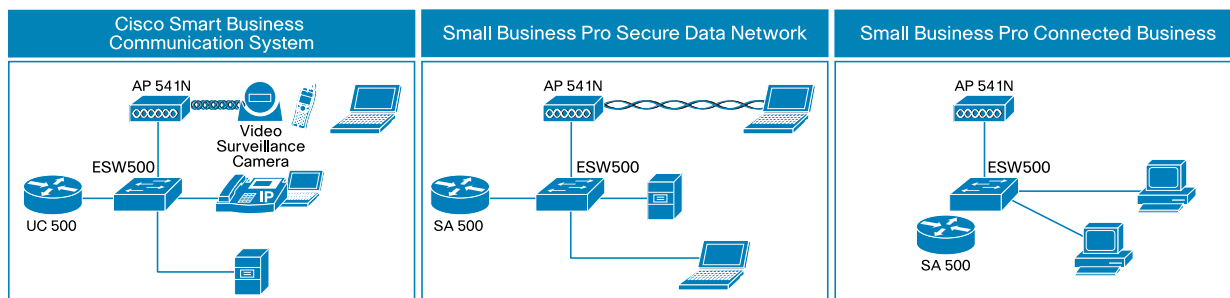 Cisco Smart Business
Communication System
AP 541N
Video
Surveillance
Camera
ESW500
IP
UC 500
Small Business Pro Secure Data Network
AP 541N
ESW500
SA 500
Small Business Pro Connected Business
AP 541N
ESW500
SA 500